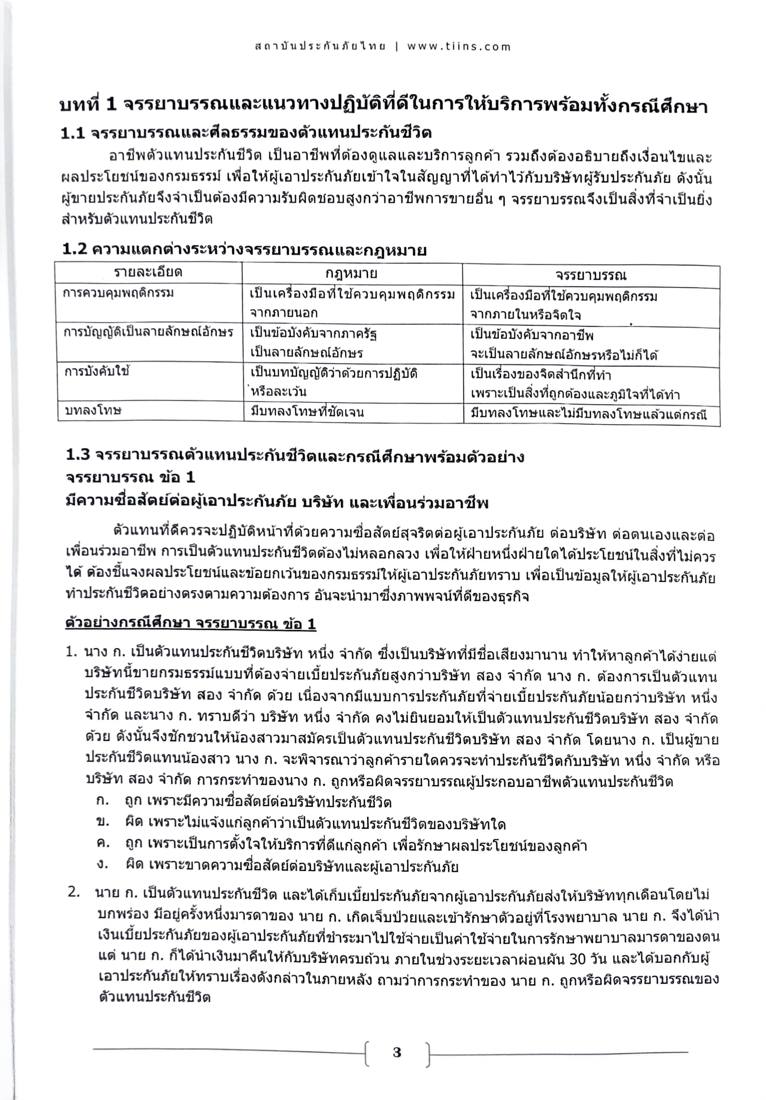 สถาบันประกันภัยไทย | www.tiins.com
บทที่ 1 จรรยาบรรณและแนวทางปฏิบัติที่ดีในการให้บริการพร้อมทั้งกรณีศึกษา
1.1 จรรยาบรรณและศีลธรรมของตัวแทนประกันชีวิต
อาชีพตัวแทนประกันชีวิต เป็นอาชีพที่ต้องดูแลและบริการลูกค้า รวมถึงต้องอธิบายถึงเงื่อนไขและ
ผลประโยชน์ของกรมธรรม์ เพื่อให้ผู้เอาประกันภัยเข้าใจในสัญญาที่ได้ทำไว้กับบริษัทผู้รับประกันภัย ดังนั้น
ผู้ขายประกันภัยจึงจำเป็นต้องมีความรับผิดชอบสูงกว่าอาชีพการขายอื่น ๆ จรรยาบรรณจึงเป็นสิ่งที่จำเป็นยิ่ง
สำหรับตัวแทนประกันชีวิต
1.2 ความแตกต่างระหว่างจรรยาบรรณและกฎหมาย
รายละเอียด กฎหมาย จรรยาบรรณ
การควบคุมพฤติกรรม เป็นเครื่องมือที่ใช้ควบคุมพฤติกรรม เป็นเครื่องมือที่ใช้ควบคุมพฤติกรรม
จากภายนอก จากภายในหรือจิตใจ
การบัญญัติเป็นลายลักษณ์อักษร เป็นข้อบังคับจากภาครัฐ เป็นข้อบังคับจากอาชีพ
เป็นลายลักษณ์อักษร จะเป็นลายลักษณ์อักษรหรือไม่ก็ได้
การบังคับใช้ เป็นบทบัญญัติว่าด้วยการปฏิบัติ เป็นเรื่องของจิตสำนึกที่ทำ
หรือละเว้น เพราะเป็นสิ่งที่ถูกต้องและภูมิใจที่ได้ทำ
บทลงโทษ มีบทลงโทษที่ชัดเจน มีบทลงโทษและไม่มีบทลงโทษแล้วแต่กรณี
1.3 จรรยาบรรณตัวแทนประกันชีวิตและกรณีศึกษาพร้อมตัวอย่าง
จรรยาบรรณ ข้อ 1
มีความซื่อสัตย์ต่อผู้เอาประกันภัย บริษัท และเพื่อนร่วมอาชีพ
ตัวแทนที่ดีควรจะปฏิบัติหน้าที่ด้วยความซื่อสัตย์สุจริตต่อผู้เอาประกันภัย ต่อบริษัท ต่อตนเองและต่อ
เพื่อนร่วมอาชีพ การเป็นตัวแทนประกันชีวิตต้องไม่หลอกลวง เพื่อให้ฝ่ายหนึ่งฝ่ายใดได้ประโยชน์ในสิ่งที่ไม่ควร
ได้ ต้องชี้แจงผลประโยชน์และข้อยกเว้นของกรมธรรม์ให้ผู้เอาประกันภัยทราบ เพื่อเป็นข้อมูลให้ผู้เอาประกันภัย
ทำประกันชีวิตอย่างตรงตามความต้องการ อันจะนำมาซึ่งภาพพจน์ที่ดีของธุรกิจ
ตัวอย่างกรณีศึกษา จรรยาบรรณ ข้อ 1
1. นาง ก. เป็นตัวแทนประกันชีวิตบริษัท หนึ่ง จำกัด ซึ่งเป็นบริษัทที่มีชื่อเสียงมานาน ทำให้หาลูกค้าได้ง่ายแต่
บริษัทนี้ขายกรมธรรม์แบบที่ต้องจ่ายเบี้ยประกันภัยสูงกว่าบริษัท สอง จำกัด นาง ก. ต้องการเป็นตัวแทน
ประกันชีวิตบริษัท สอง จำกัด ด้วย เนื่องจากมีแบบการประกันภัยที่จ่ายเบี้ยประกันภัยน้อยกว่าบริษัท หนึ่ง
จำกัด และนาง ก. ทราบดีว่า บริษัท หนึ่ง จำกัด คงไม่ยินยอมให้เป็นตัวแทนประกันชีวิตบริษัท สอง จำกัด
ด้วย ดังนั้นจึงชักชวนให้น้องสาวมาสมัครเป็นตัวแทนประกันชีวิตบริษัท สอง จำกัด โดยนาง ก. เป็นผู้ขาย
ประกันชีวิตแทนน้องสาว นาง ก. จะพิจารณาว่าลูกค้ารายใดควรจะทำประกันชีวิตกับบริษัท หนึ่ง จำกัด หรือ
บริษัท สอง จำกัด การกระทำของนาง ก. ถูกหรือผิดจรรยาบรรณผู้ประกอบอาชีพตัวแทนประกันชีวิต
ก. ถูก เพราะมีความซื่อสัตย์ต่อบริษัทประกันชีวิต
ข. ผิด เพราะไม่แจ้งแก่ลูกค้าว่าเป็นตัวแทนประกันชีวิตของบริษัทใด
ค. ถูก เพราะเป็นการตั้งใจให้บริการที่ดีแก่ลูกค้า เพื่อรักษาผลประโยชน์ของลูกค้า
ง. ผิด เพราะขาดความซื่อสัตย์ต่อบริษัทและผู้เอาประกันภัย
2. นาย ก. เป็นตัวแทนประกันชีวิต และได้เก็บเบี้ยประกันภัยจากผู้เอาประกันภัยส่งให้บริษัททุกเดือนโดยไม่
บกพร่อง มีอยู่ครั้งหนึ่งมารดาของ นาย ก. เกิดเจ็บป่วยและเข้ารักษาตัวอยู่ที่โรงพยาบาล นาย ก. จึงได้นำ
เงินเบี้ยประกันภัยของผู้เอาประกันภัยที่ชำระมาไปใช้จ่ายเป็นค่าใช้จ่ายในการรักษาพยาบาลมารดาของตน
แต่ นาย ก. ก็ได้นำเงินมาคืนให้กับบริษัทครบถ้วน ภายในช่วงระยะเวลาผ่อนผัน 30 วัน และได้บอกกับผู้
เอาประกันภัยให้ทราบเรื่องดังกล่าวในภายหลัง ถามว่าการกระทำของ นาย ก. ถูกหรือผิดจรรยาบรรณของ
ตัวแทนประกันชีวิต
3